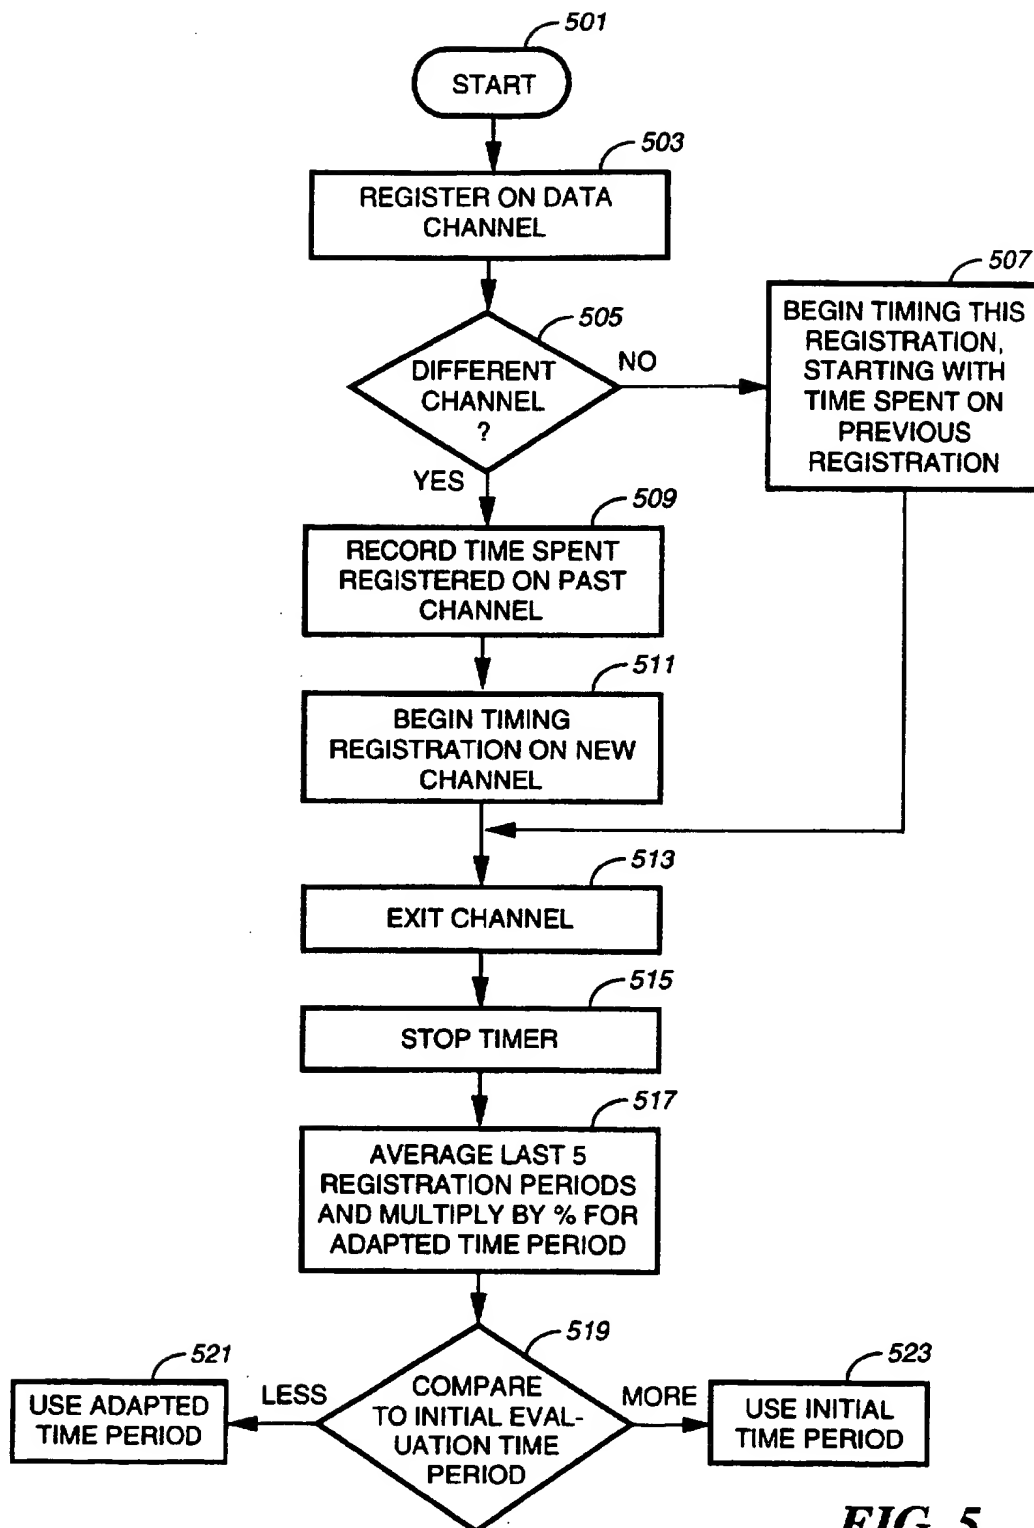 501
START
503
REGISTER ON DATA
CHANNEL
505
DIFFERENT
CHANNEL
?
NO
507
BEGIN TIMING THIS
REGISTRATION,
STARTING WITH
TIME SPENT ON
PREVIOUS
REGISTRATION
YES
509
RECORD TIME SPENT
REGISTERED ON PAST
CHANNEL
511
BEGIN TIMING
REGISTRATION ON NEW
CHANNEL
513
EXIT CHANNEL
515
STOP TIMER
517
AVERAGE LAST 5
REGISTRATION PERIODS
AND MULTIPLY BY % FOR
ADAPTED TIME PERIOD
519
COMPARE
TO INITIAL EVAL-
UATION TIME
PERIOD
LESS
521
USE ADAPTED
TIME PERIOD
MORE
523
USE INITIAL
TIME PERIOD
FIG. 5